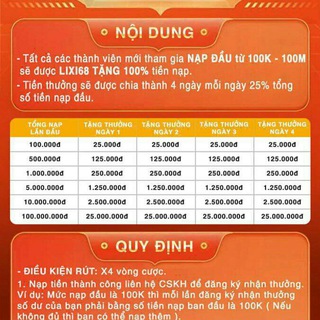 NỘI DUNG
- Tất cả các thành viên mới tham gia NẠP ĐẦU từ 100K - 100M
sẽ được LIXI68 TẶNG 100% tiền nạp.
- Tiền thưởng sẽ được chia thành 4 ngày mỗi ngày 25% tổng
số tiền nạp đầu.
TỔNG NẠP LẦN ĐẦU TẶNG THƯỞNG NGÀY 1 TẶNG THƯỞNG NGÀY 2 TẶNG THƯỞNG NGÀY 3 TẶNG THƯỞNG NGÀY 4
100.000đ 25.000đ 25.000đ 25.000đ 25.000đ
500.000đ 125.000đ 125.000đ 125.000đ 125.000đ
1.000.000đ 250.000đ 250.000đ 250.000đ 250.000đ
5.000.000đ 1.250.000đ 1.250.000đ 1.250.000đ 1.250.000đ
10.000.000đ 2.500.000đ 2.500.000đ 2.500.000đ 2.500.000đ
100.000.000đ 25.000.000đ 25.000.000đ 25.000.000đ 25.000.000đ
QUY ĐỊNH
- ĐIỀU KIỆN RÚT: X4 vòng cược.
1. Nạp tiền thành công liên hệ CSKH để đăng ký nhận thưởng.
Ví dụ: Mức nạp đầu là 100K thì mỗi lần đăng ký nhận thưởng
số dư của bạn phải bằng số tiền nạp ban đầu là 100K ( Nếu
không đủ thì bạn có thể nạp thêm ).